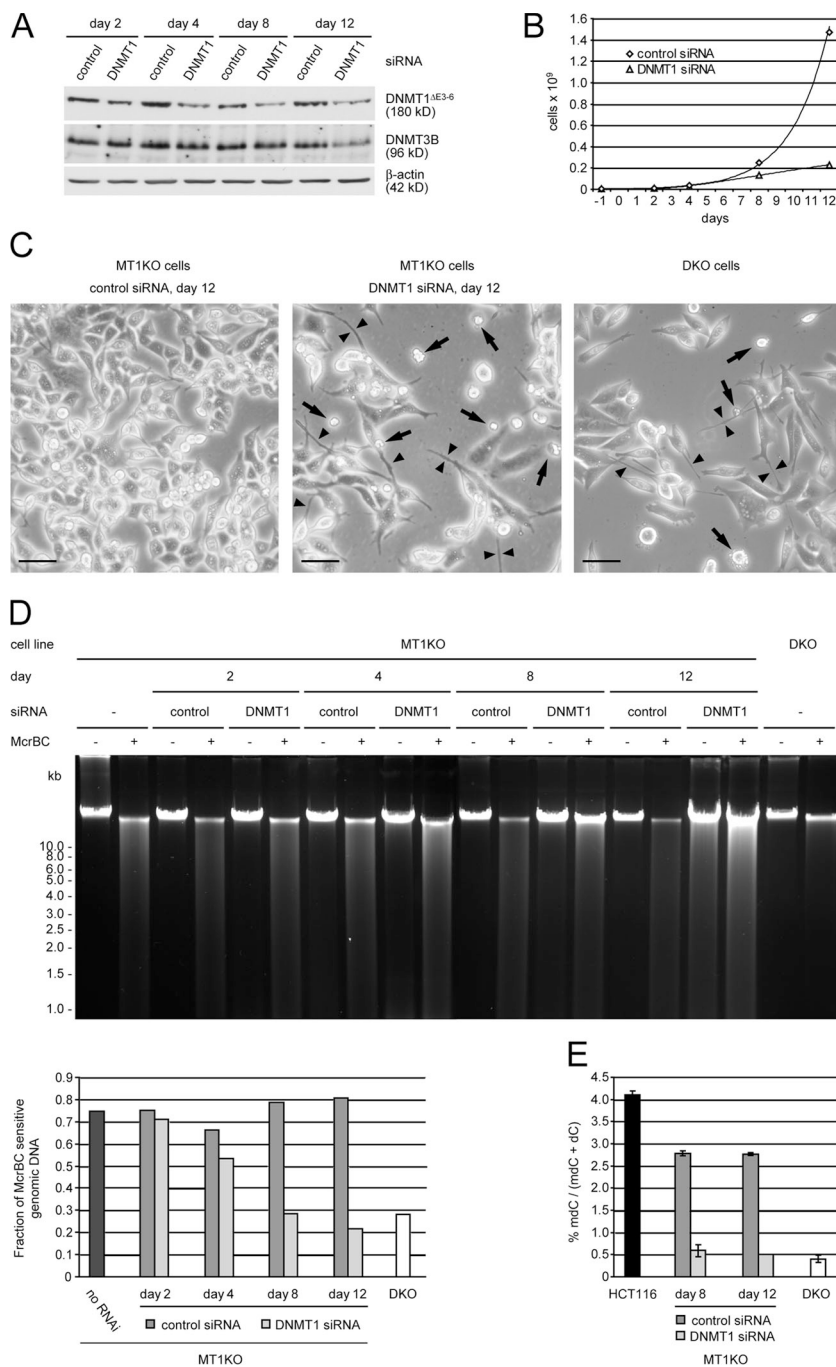 A
day 2 day 4 day 8 day 12
control DNMT1 control DNMT1 control DNMT1 control DNMT1 siRNA
DNMT1ΔE3-6
(180 kD)
DNMT3B
(96 kD)
β-actin
(42 kD)
B
cells x 10⁹
1.6
1.4
1.2
1.0
0.8
0.6
0.4
0.2
0
control siRNA
DNMT1 siRNA
-1 0 1 2 3 4 5 6 7 8 9 10 11 12
days
C
MT1KO cells
control siRNA, day 12
MT1KO cells
DNMT1 siRNA, day 12
DKO cells
D
cell line MT1KO DKO
day 2 4 8 12
siRNA - control DNMT1 control DNMT1 control DNMT1 control DNMT1 -
McrBC - + - + - + - + - + - + - + - + - + - +
kb
10.0 -
8.0 -
6.0 -
5.0 -
4.0 -
3.0 -
2.5 -
2.0 -
1.5 -
1.0 -
Fraction of McrBC sensitive
genomic DNA
0.9
0.8
0.7
0.6
0.5
0.4
0.3
0.2
0.1
0
no RNAi day 2 day 4 day 8 day 12 DKO
control siRNA DNMT1 siRNA
MT1KO
E
% mdC / (mdC + dC)
4.5
4.0
3.5
3.0
2.5
2.0
1.5
1.0
0.5
0
HCT116 day 8 day 12 DKO
control siRNA
DNMT1 siRNA
MT1KO